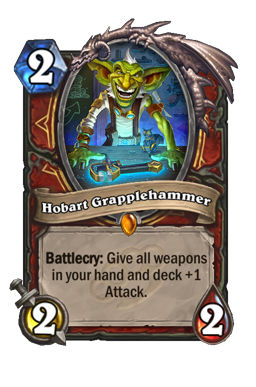 2
Hobart Grapplehammer
Battlecry: Give all weapons
in your hand and deck +1
Attack.
2
2